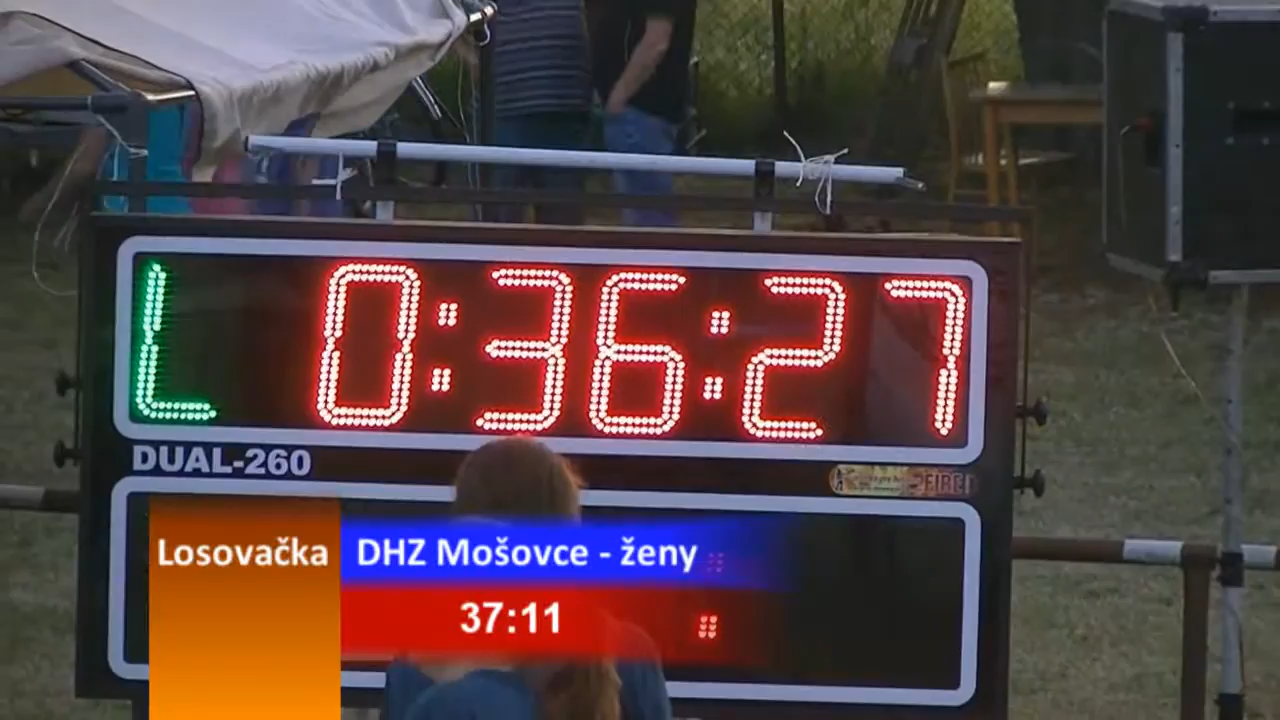 L 0:36:27
DUAL-260
FIRE
Losovačka
DHZ Mošovce - ženy
37:11